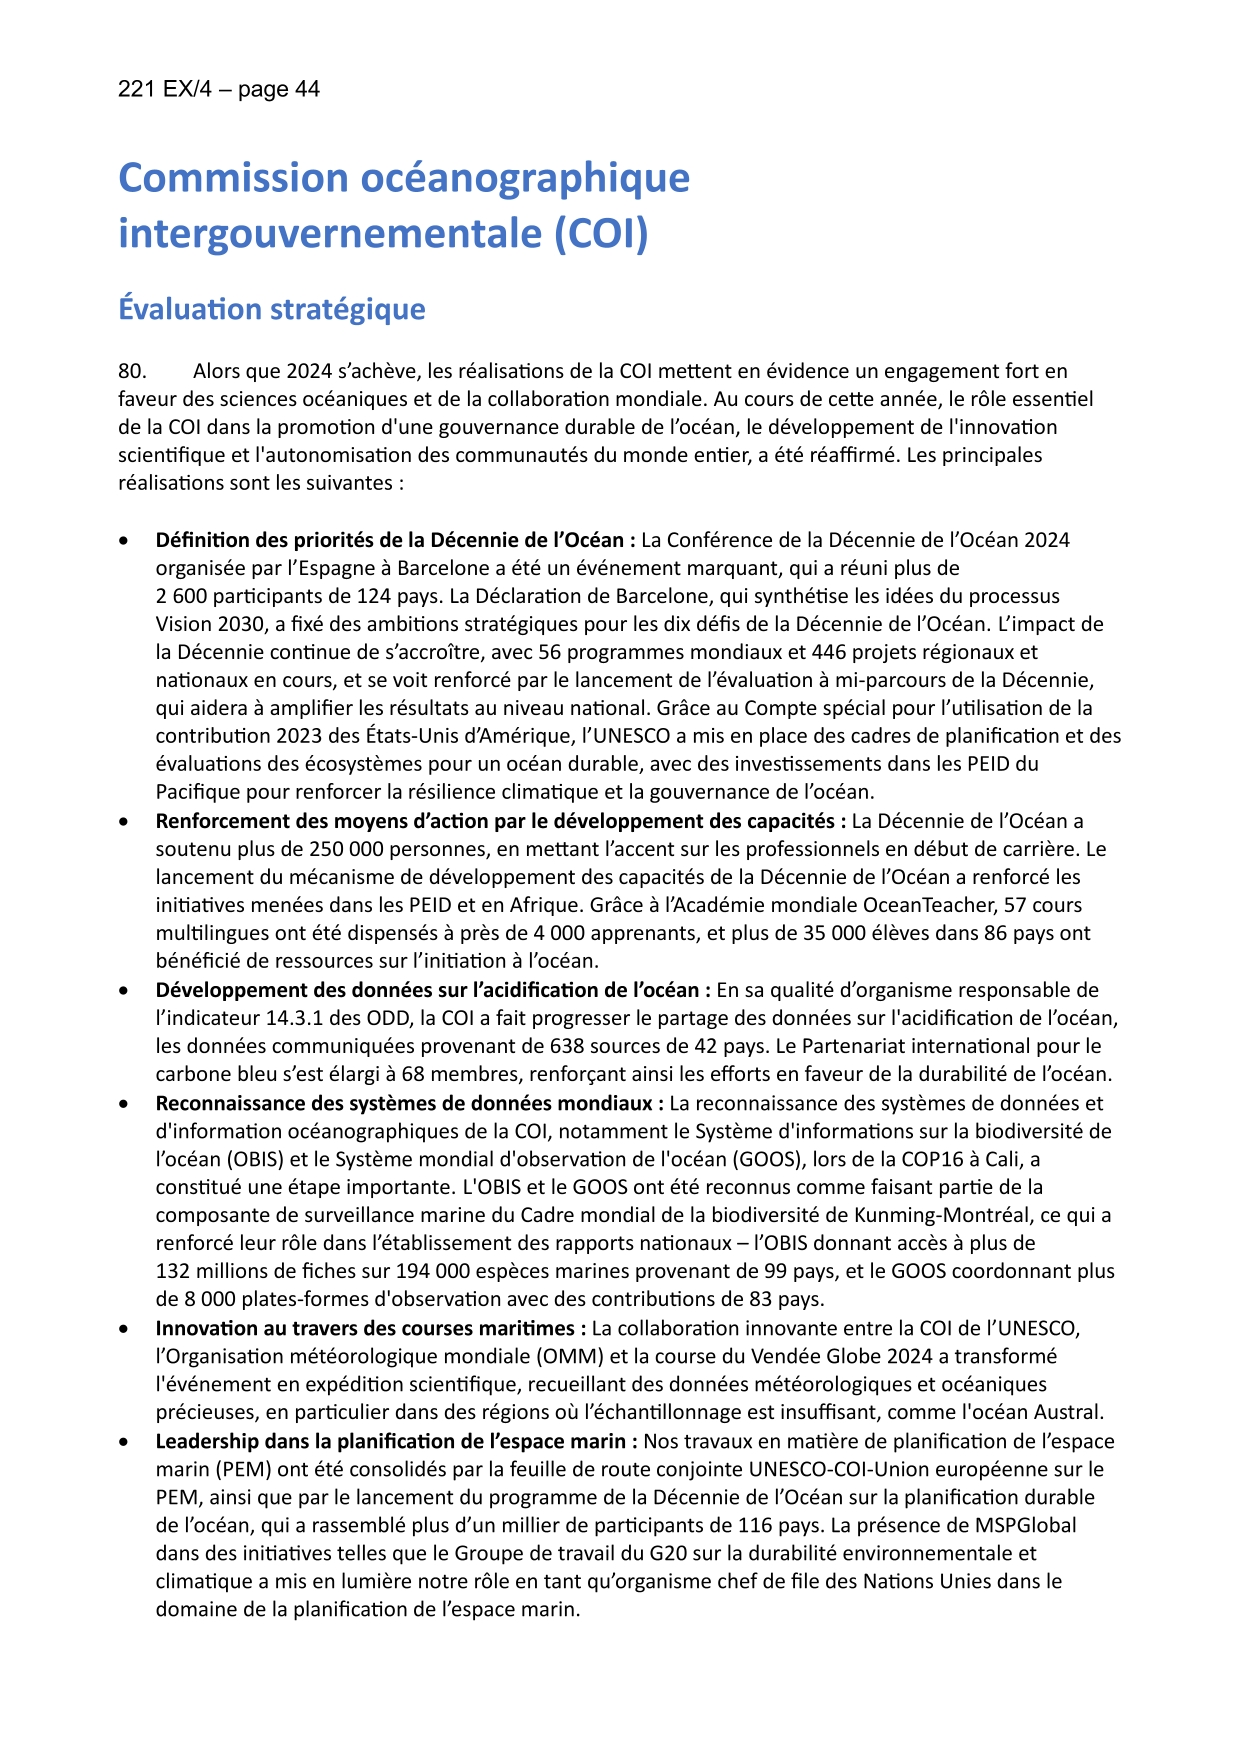 221 EX/4 – page 44
Commission océanographique
intergouvernementale (COI)
Évaluation stratégique
80. Alors que 2024 s’achève, les réalisations de la COI mettent en évidence un engagement fort en
faveur des sciences océaniques et de la collaboration mondiale. Au cours de cette année, le rôle essentiel
de la COI dans la promotion d'une gouvernance durable de l’océan, le développement de l'innovation
scientifique et l'autonomisation des communautés du monde entier, a été réaffirmé. Les principales
réalisations sont les suivantes :
• Définition des priorités de la Décennie de l’Océan : La Conférence de la Décennie de l’Océan 2024
organisée par l’Espagne à Barcelone a été un événement marquant, qui a réuni plus de
2 600 participants de 124 pays. La Déclaration de Barcelone, qui synthétise les idées du processus
Vision 2030, a fixé des ambitions stratégiques pour les dix défis de la Décennie de l’Océan. L’impact de
la Décennie continue de s’accroître, avec 56 programmes mondiaux et 446 projets régionaux et
nationaux en cours, et se voit renforcé par le lancement de l’évaluation à mi-parcours de la Décennie,
qui aidera à amplifier les résultats au niveau national. Grâce au Compte spécial pour l’utilisation de la
contribution 2023 des États-Unis d’Amérique, l’UNESCO a mis en place des cadres de planification et des
évaluations des écosystèmes pour un océan durable, avec des investissements dans les PEID du
Pacifique pour renforcer la résilience climatique et la gouvernance de l’océan.
• Renforcement des moyens d’action par le développement des capacités : La Décennie de l’Océan a
soutenu plus de 250 000 personnes, en mettant l’accent sur les professionnels en début de carrière. Le
lancement du mécanisme de développement des capacités de la Décennie de l’Océan a renforcé les
initiatives menées dans les PEID et en Afrique. Grâce à l’Académie mondiale OceanTeacher, 57 cours
multilingues ont été dispensés à près de 4 000 apprenants, et plus de 35 000 élèves dans 86 pays ont
bénéficié de ressources sur l’initiation à l’océan.
• Développement des données sur l’acidification de l’océan : En sa qualité d’organisme responsable de
l’indicateur 14.3.1 des ODD, la COI a fait progresser le partage des données sur l'acidification de l’océan,
les données communiquées provenant de 638 sources de 42 pays. Le Partenariat international pour le
carbone bleu s’est élargi à 68 membres, renforçant ainsi les efforts en faveur de la durabilité de l’océan.
• Reconnaissance des systèmes de données mondiaux : La reconnaissance des systèmes de données et
d'information océanographiques de la COI, notamment le Système d'informations sur la biodiversité de
l’océan (OBIS) et le Système mondial d'observation de l'océan (GOOS), lors de la COP16 à Cali, a
constitué une étape importante. L'OBIS et le GOOS ont été reconnus comme faisant partie de la
composante de surveillance marine du Cadre mondial de la biodiversité de Kunming-Montréal, ce qui a
renforcé leur rôle dans l’établissement des rapports nationaux – l’OBIS donnant accès à plus de
132 millions de fiches sur 194 000 espèces marines provenant de 99 pays, et le GOOS coordonnant plus
de 8 000 plates-formes d'observation avec des contributions de 83 pays.
• Innovation au travers des courses maritimes : La collaboration innovante entre la COI de l’UNESCO,
l’Organisation météorologique mondiale (OMM) et la course du Vendée Globe 2024 a transformé
l'événement en expédition scientifique, recueillant des données météorologiques et océaniques
précieuses, en particulier dans des régions où l’échantillonnage est insuffisant, comme l'océan Austral.
• Leadership dans la planification de l’espace marin : Nos travaux en matière de planification de l’espace
marin (PEM) ont été consolidés par la feuille de route conjointe UNESCO-COI-Union européenne sur le
PEM, ainsi que par le lancement du programme de la Décennie de l’Océan sur la planification durable
de l’océan, qui a rassemblé plus d’un millier de participants de 116 pays. La présence de MSPGlobal
dans des initiatives telles que le Groupe de travail du G20 sur la durabilité environnementale et
climatique a mis en lumière notre rôle en tant qu’organisme chef de file des Nations Unies dans le
domaine de la planification de l’espace marin.